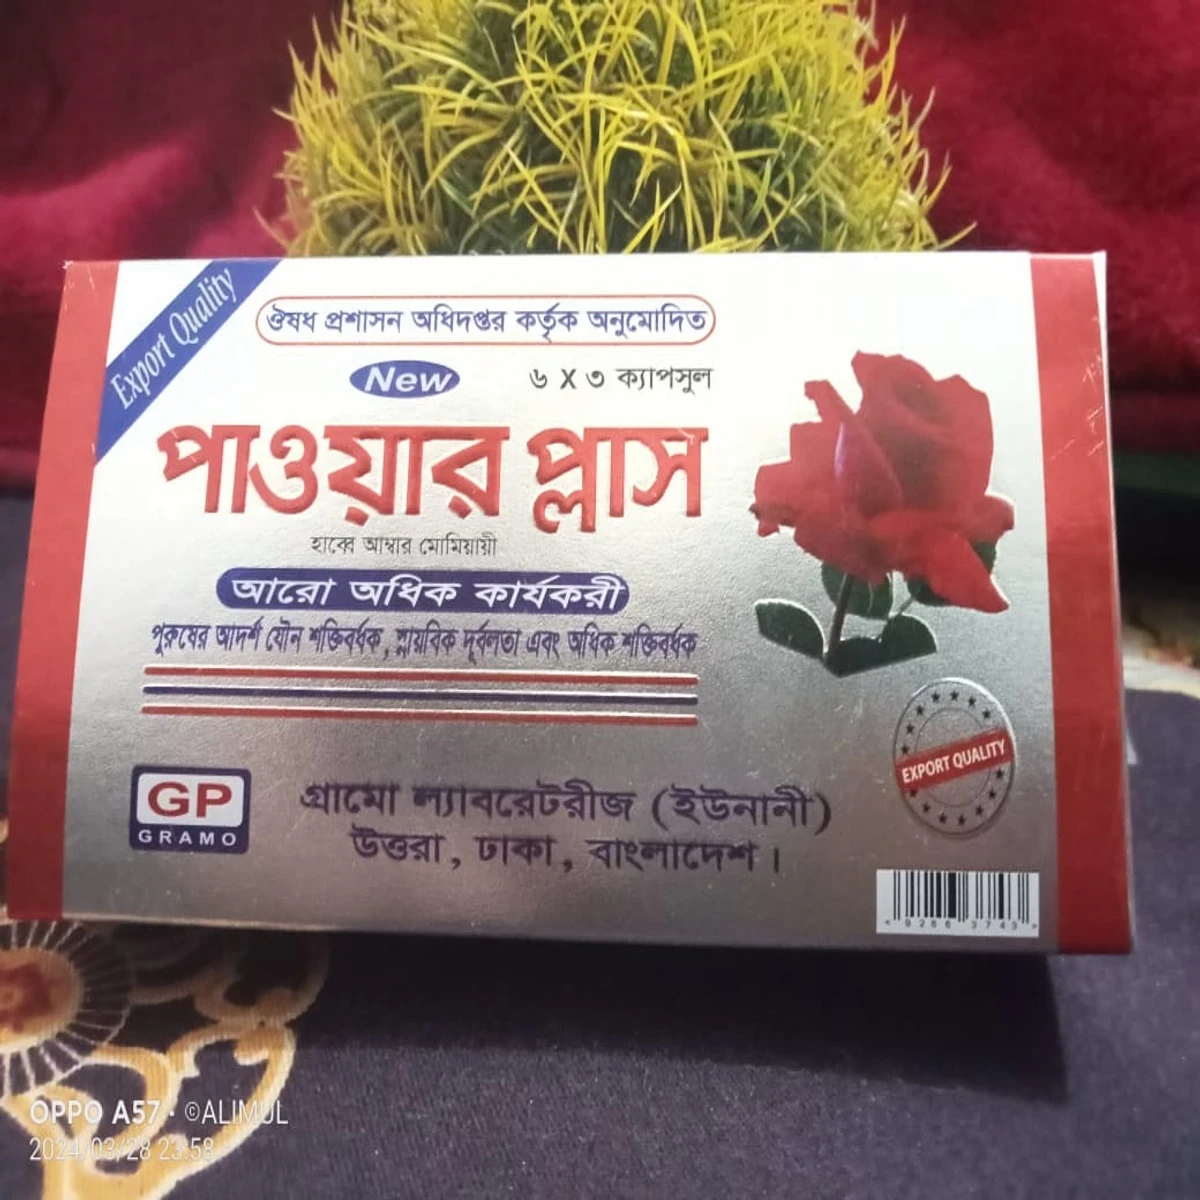 Export Quality
ঔষধ প্রশাসন অধিদপ্তর কর্তৃক অনুমোদিত
New
৬ X ৩ ক্যাপসুল
পাওয়ার প্লাস
হাব্বে আম্বার মোমিয়ায়ী
আরো অধিক কার্যকরী
পুরুষের আদর্শ যৌন শক্তিবর্ধক, স্নায়বিক দূর্বলতা এবং অধিক শক্তিবর্ধক
EXPORT QUALITY
GP
GRAMO
গ্রামো ল্যাবরেটরীজ (ইউনানী)
উত্তরা, ঢাকা, বাংলাদেশ।
9286 3743
OPPO A57 · ©ALIMUL
2024/03/28 23:58